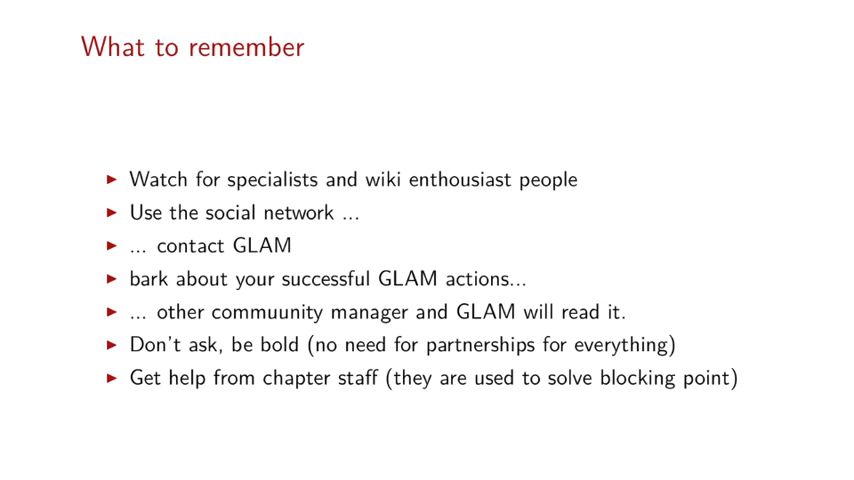 What to remember
Watch for specialists and wiki enthousiast people
Use the social network ...
... contact GLAM
bark about your successful GLAM actions...
... other commuunity manager and GLAM will read it.
Don't ask, be bold (no need for partnerships for everything)
Get help from chapter staff (they are used to solve blocking point)